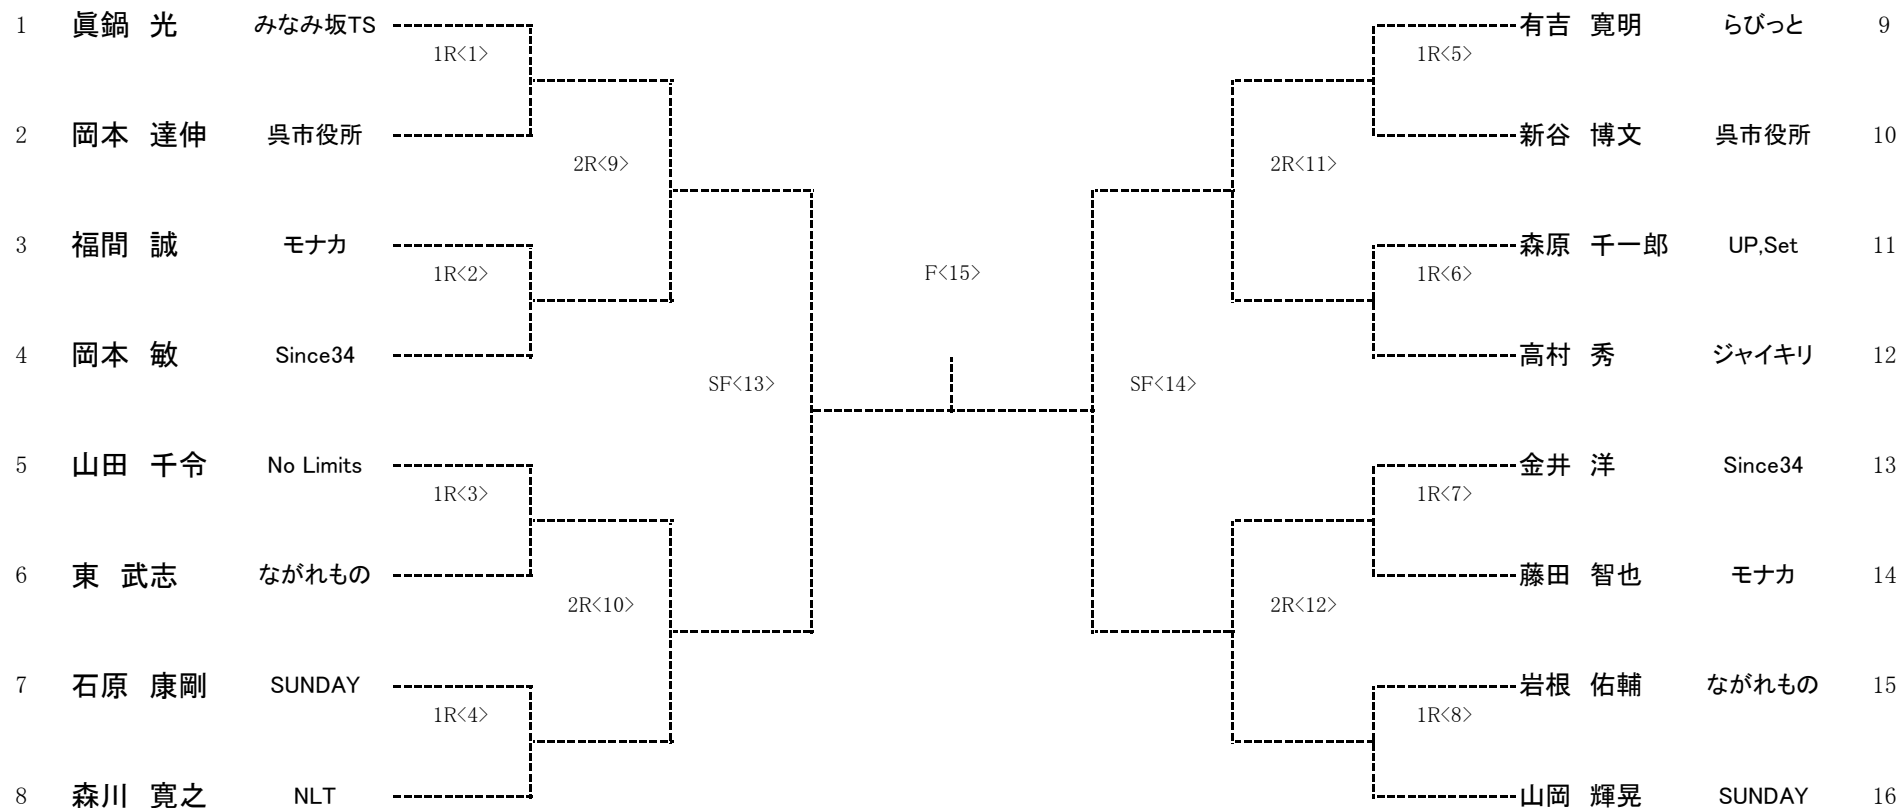 1 眞鍋 光 みなみ坂TS 有吉 寛明 らびっと 9
1R<1> 1R<5>
2 岡本 達伸 呉市役所 新谷 博文 呉市役所 10
2R<9> 2R<11>
3 福間 誠 モナカ 森原 千一郎 UP,Set 11
1R<2> F<15> 1R<6>
4 岡本 敏 Since34 高村 秀 ジャイキリ 12
SF<13> SF<14>
5 山田 千令 No Limits 金井 洋 Since34 13
1R<3> 1R<7>
6 東 武志 ながれもの 藤田 智也 モナカ 14
2R<10> 2R<12>
7 石原 康剛 SUNDAY 岩根 佑輔 ながれもの 15
1R<4> 1R<8>
8 森川 寛之 NLT 山岡 輝晃 SUNDAY 16